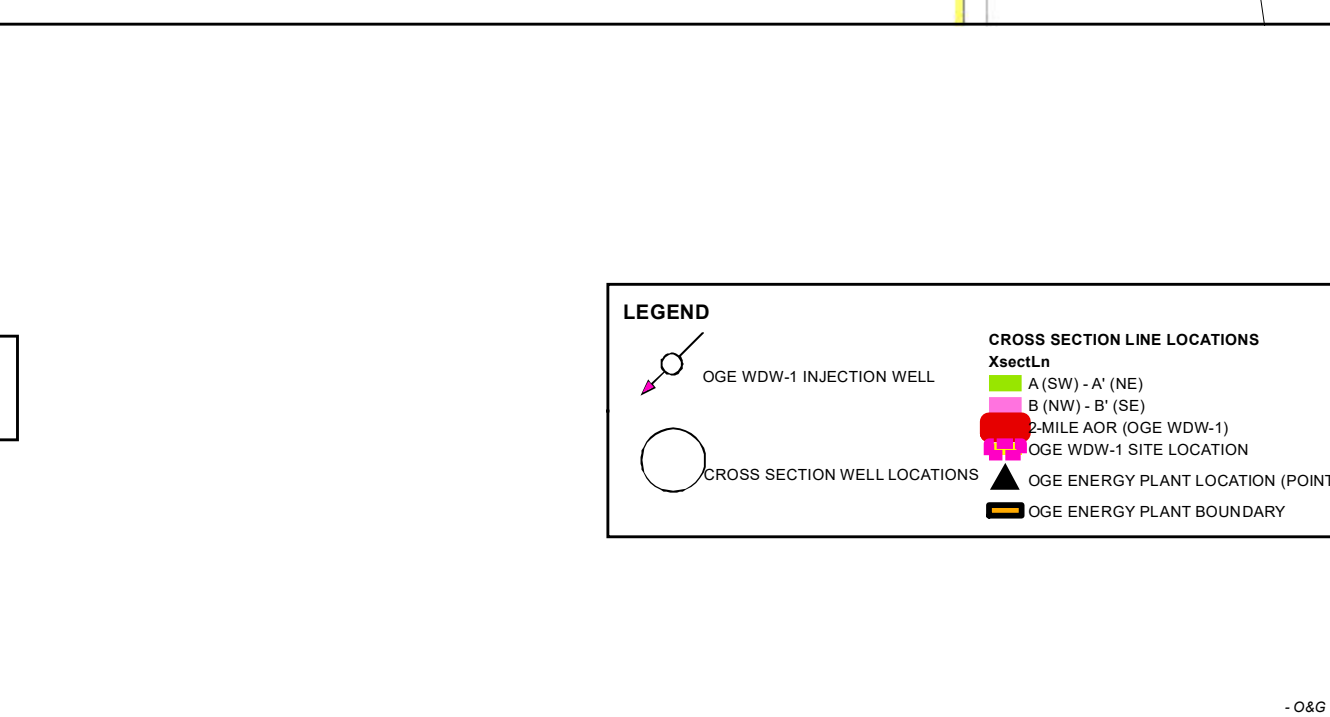 LEGEND
OGE WDW-1 INJECTION WELL
CROSS SECTION WELL LOCATIONS
CROSS SECTION LINE LOCATIONS
XsectLn
A (SW) - A' (NE)
B (NW) - B' (SE)
2-MILE AOR (OGE WDW-1)
OGE WDW-1 SITE LOCATION
OGE ENERGY PLANT LOCATION (POINT
OGE ENERGY PLANT BOUNDARY
- O&G